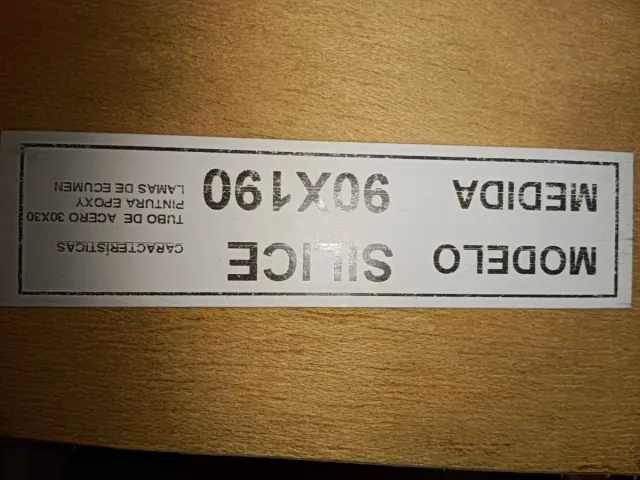 MODELO SILICE
MEDIDA 90X190
CARACTERÍSTICAS
TUBO DE ACERO 30X30
PINTURA EPOXY
LAMAS DE ECUMEN